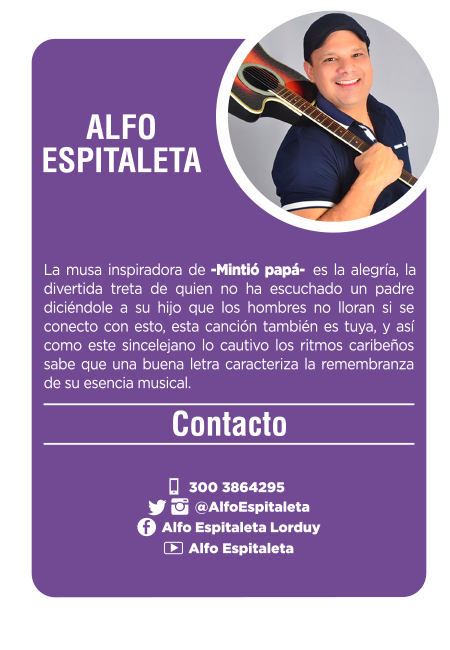 ALFO
ESPITALETA
La musa inspiradora de -Mintió papá- es la alegría, la
divertida treta de quien no ha escuchado un padre
diciéndole a su hijo que los hombres no lloran si se
conecto con esto, esta canción también es tuya, y así
como este sincelejano lo cautivo los ritmos caribeños
sabe que una buena letra caracteriza la remembranza
de su esencia musical.
Contacto
300 3864295
@AlfoEspitaleta
Alfo Espitaleta Lorduy
Alfo Espitaleta